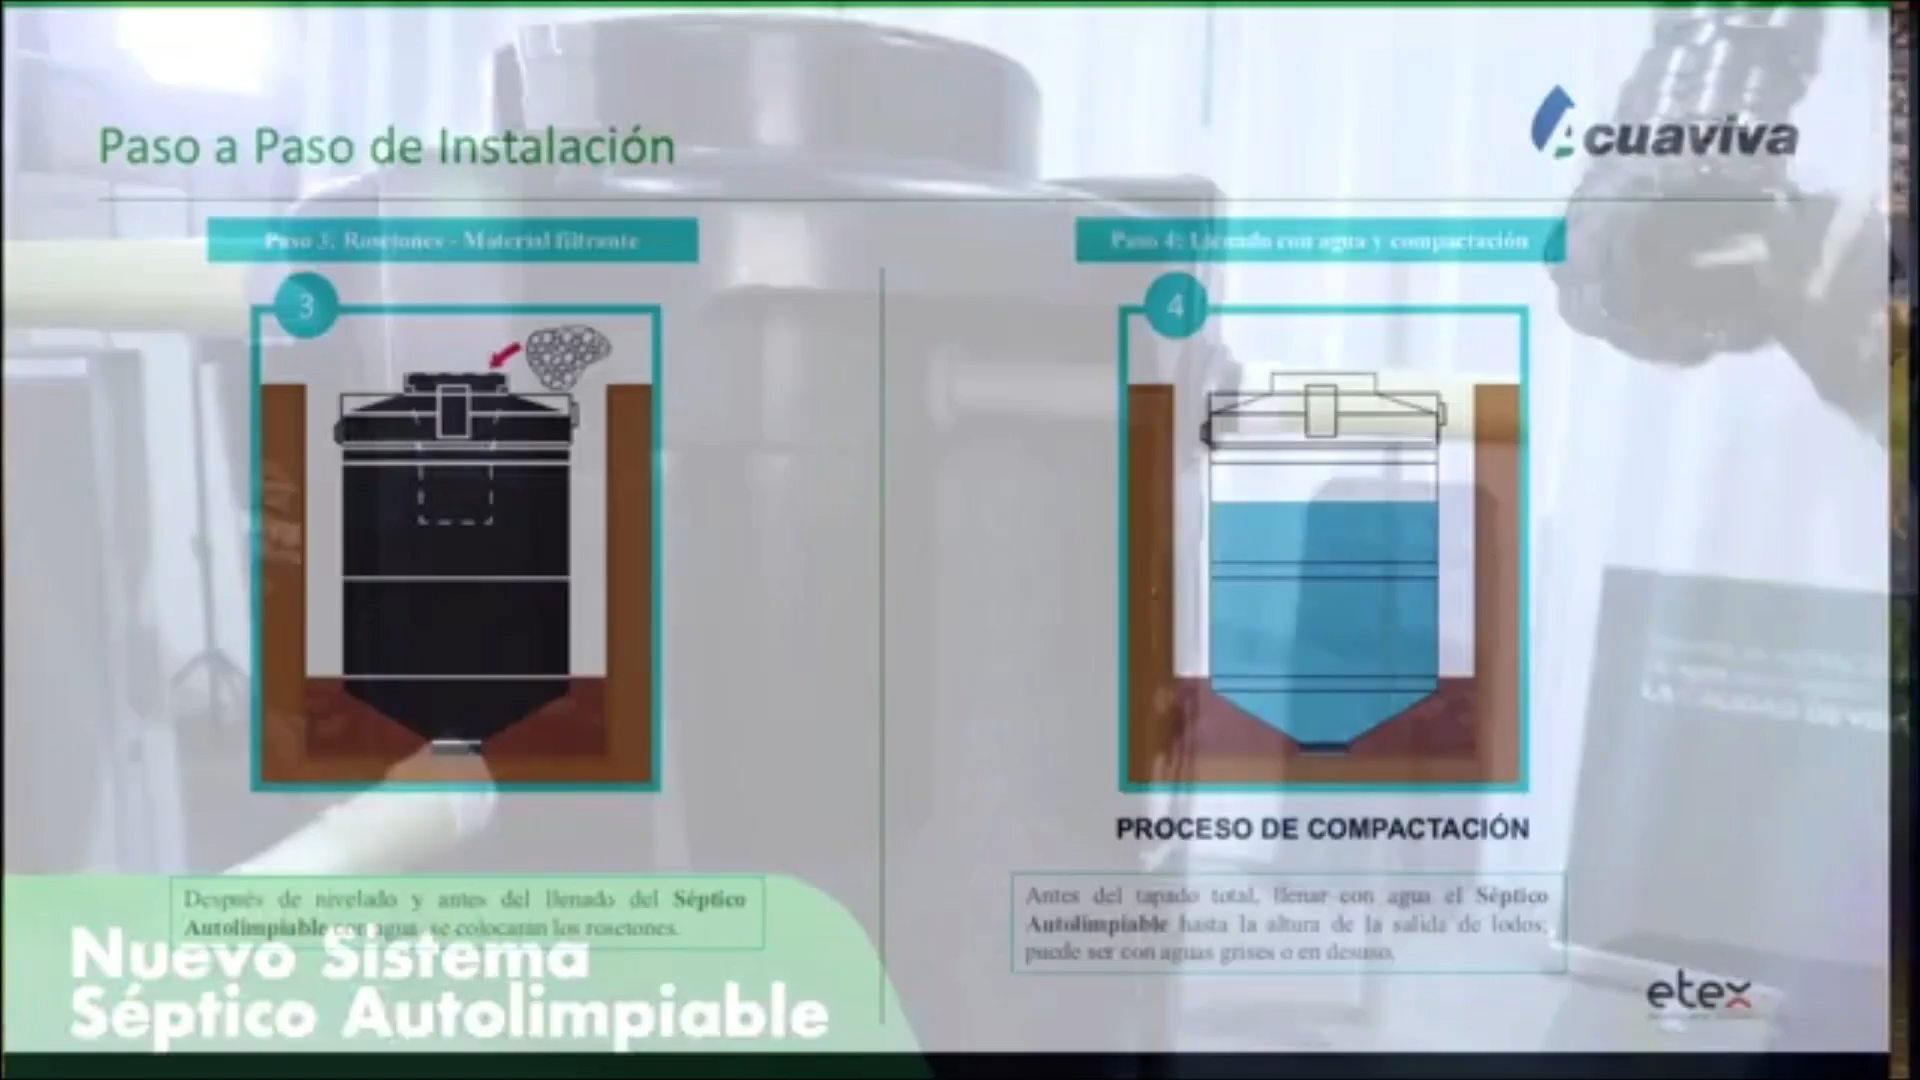 Paso a Paso de Instalación
Acuaviva
Paso 3: Rosetones - Material filtrante
3
Después de nivelado y antes del llenado del Séptico
Autolimpiable con agua, se colocarán los rosetones.
Paso 4: Llenado con agua y compactación
4
PROCESO DE COMPACTACIÓN
Antes del tapado total, llenar con agua el Séptico
Autolimpiable hasta la altura de la salida de lodos;
puede ser con aguas grises o en desuso.
Nuevo Sistema
Séptico Autolimpiable
etex